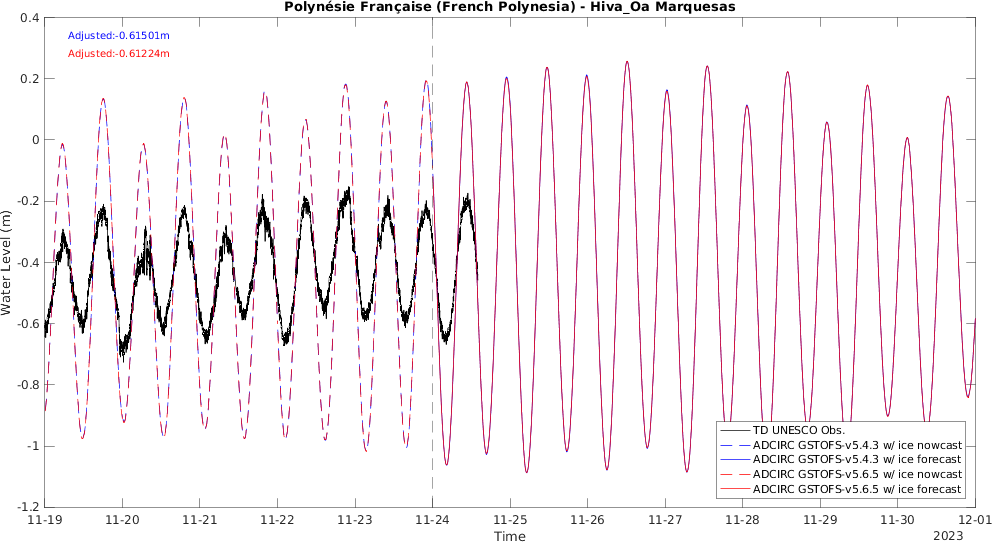 Polynésie Française (French Polynesia) - Hiva_Oa Marquesas
Adjusted:-0.61501m
Adjusted:-0.61224m
Water Level (m)
0.4
0.2
0
-0.2
-0.4
-0.6
-0.8
-1
-1.2
TD UNESCO Obs.
ADCIRC GSTOFS-v5.4.3 w/ ice nowcast
ADCIRC GSTOFS-v5.4.3 w/ ice forecast
ADCIRC GSTOFS-v5.6.5 w/ ice nowcast
ADCIRC GSTOFS-v5.6.5 w/ ice forecast
11-19 11-20 11-21 11-22 11-23 11-24 11-25 11-26 11-27 11-28 11-29 11-30 12-01
Time
2023